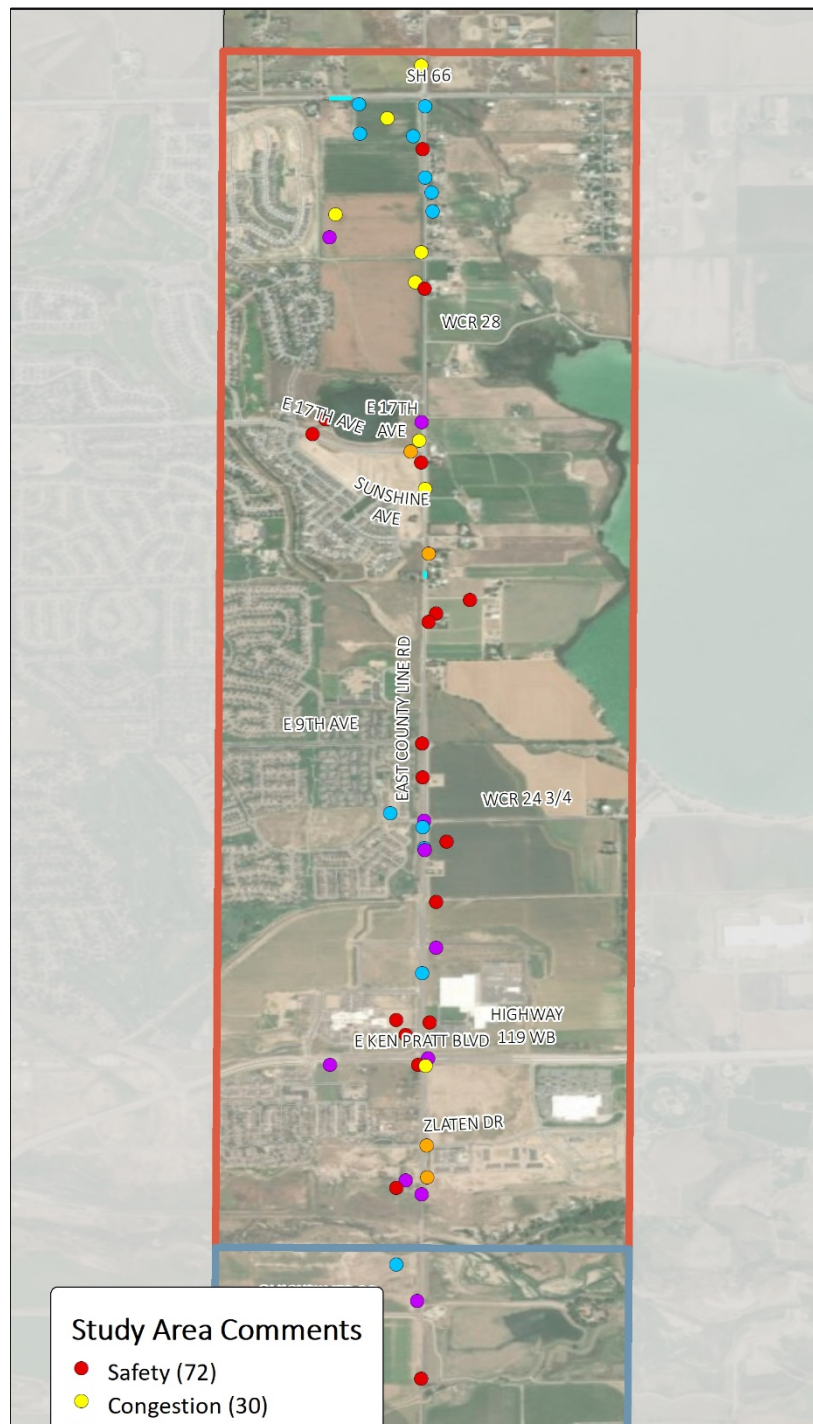 SH 66
WCR 28
E 17TH AVE
E 17TH
AVE
SUNSHINE
AVE
EAST COUNTY LINE RD
E 9TH AVE
WCR 24 3/4
HIGHWAY
119 WB
E KEN PRATT BLVD
ZLATEN DR
Study Area Comments
Safety (72)
Congestion (30)